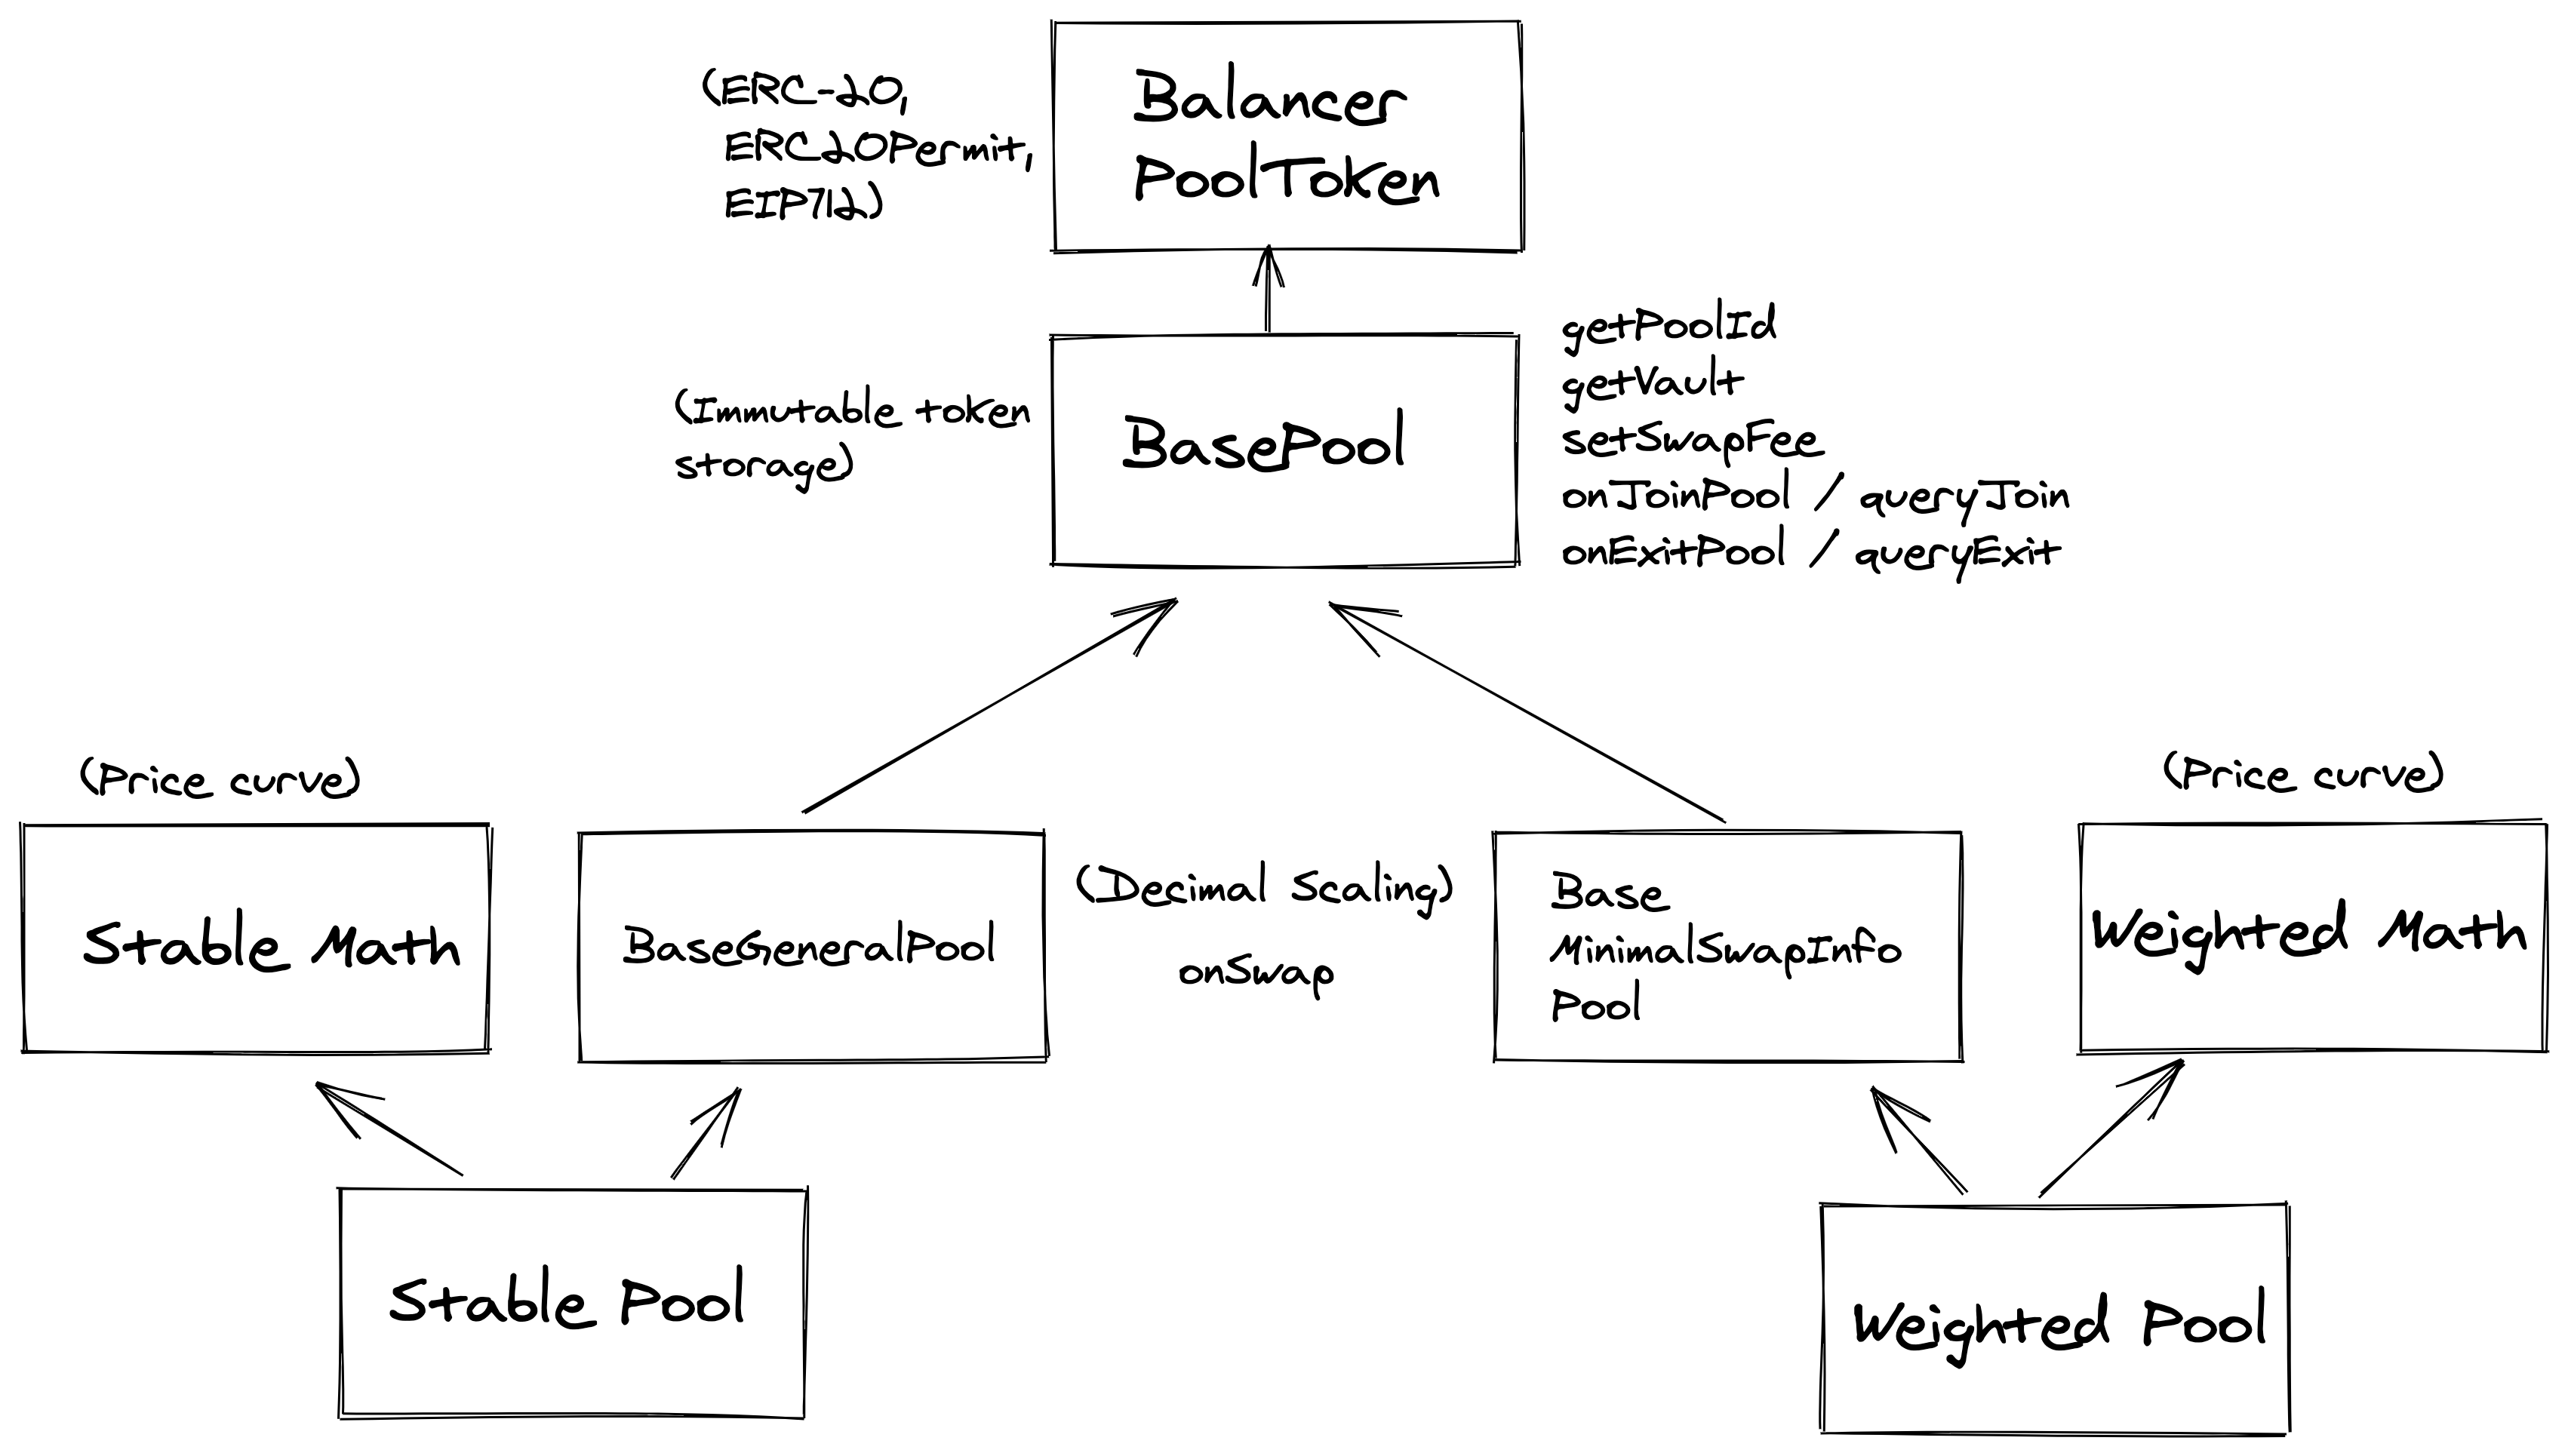 (ERC-20,
ERC20Permit,
EIP712)
Balancer
PoolToken
(Immutable token
storage)
BasePool
getPoolId
getVault
setSwapFee
onJoinPool / queryJoin
onExitPool / queryExit
(Price curve)
Stable Math
BaseGeneralPool
(Decimal Scaling)
onSwap
Base
MinimalSwapInfo
Pool
(Price curve)
Weighted Math
Stable Pool
Weighted Pool